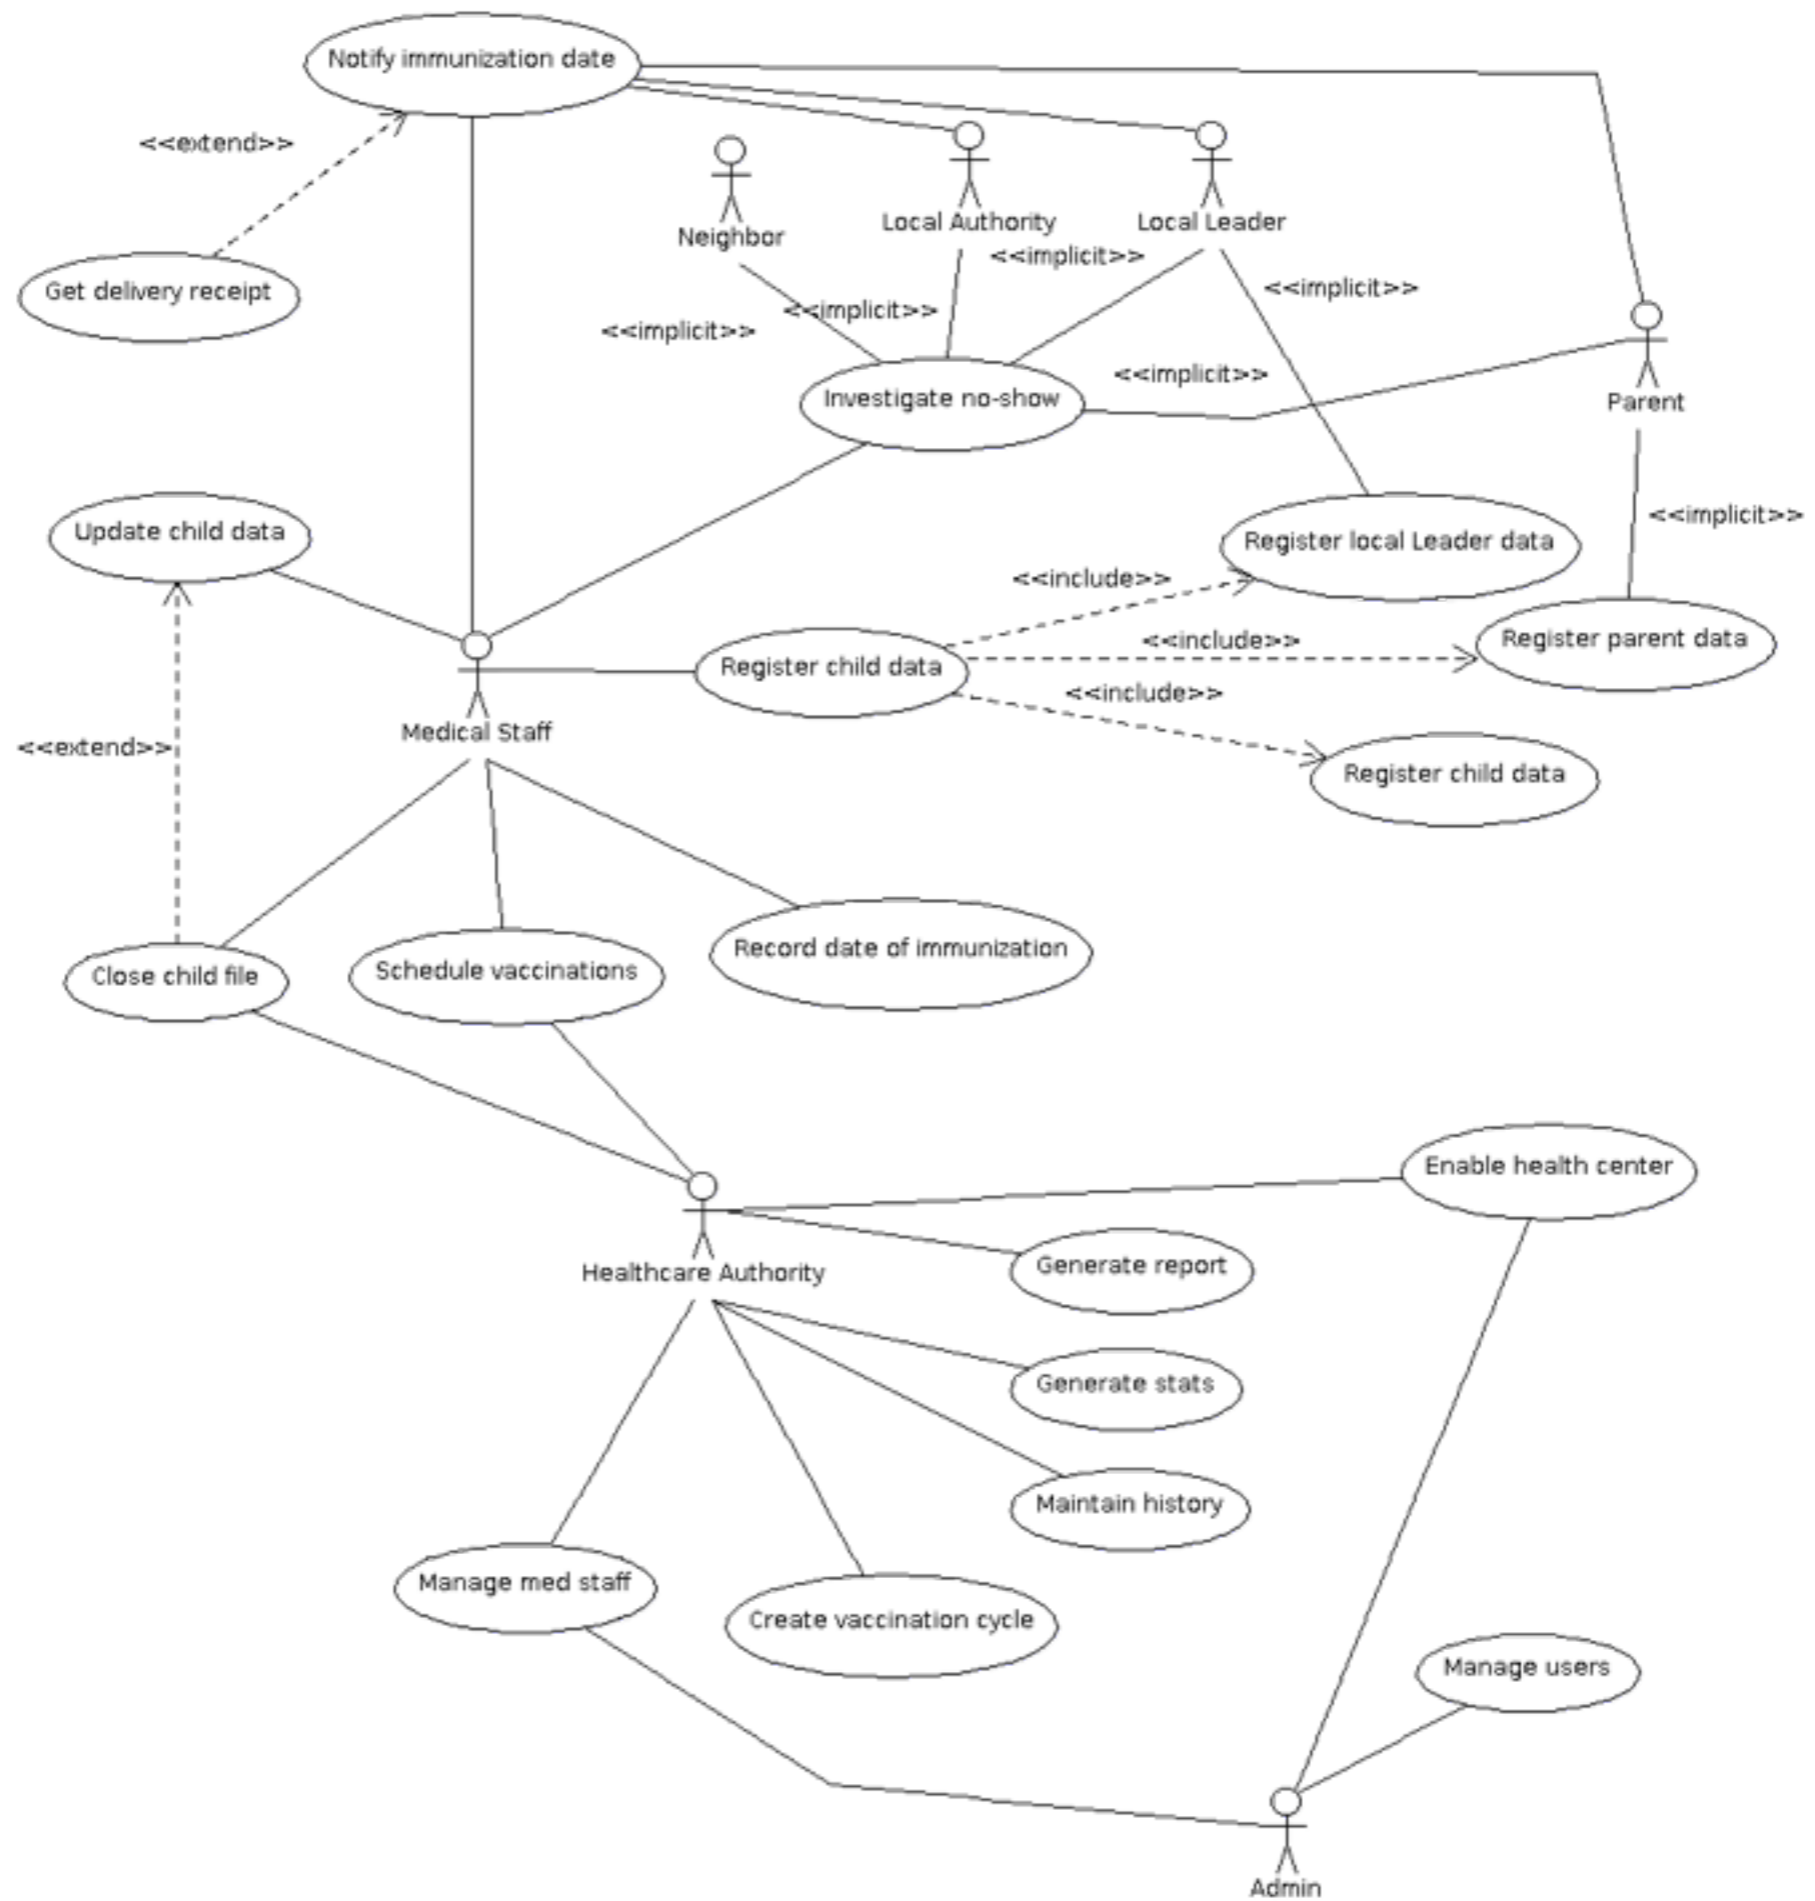 Notify immunization date
<<extend>>
Neighbor
Local Authority
Local Leader
<<implicit>>
Get delivery receipt
<<implicit>>
<<implicit>>
<<implicit>>
<<implicit>>
Investigate no-show
Parent
Update child data
<<implicit>>
Register local Leader data
<<include>>
Register parent data
<<include>>
Register child data
<<include>>
Medical Staff
<<extend>>
Register child data
Record date of immunization
Close child file
Schedule vaccinations
Enable health center
Generate report
Healthcare Authority
Generate stats
Maintain history
Manage med staff
Create vaccination cycle
Manage users
Admin